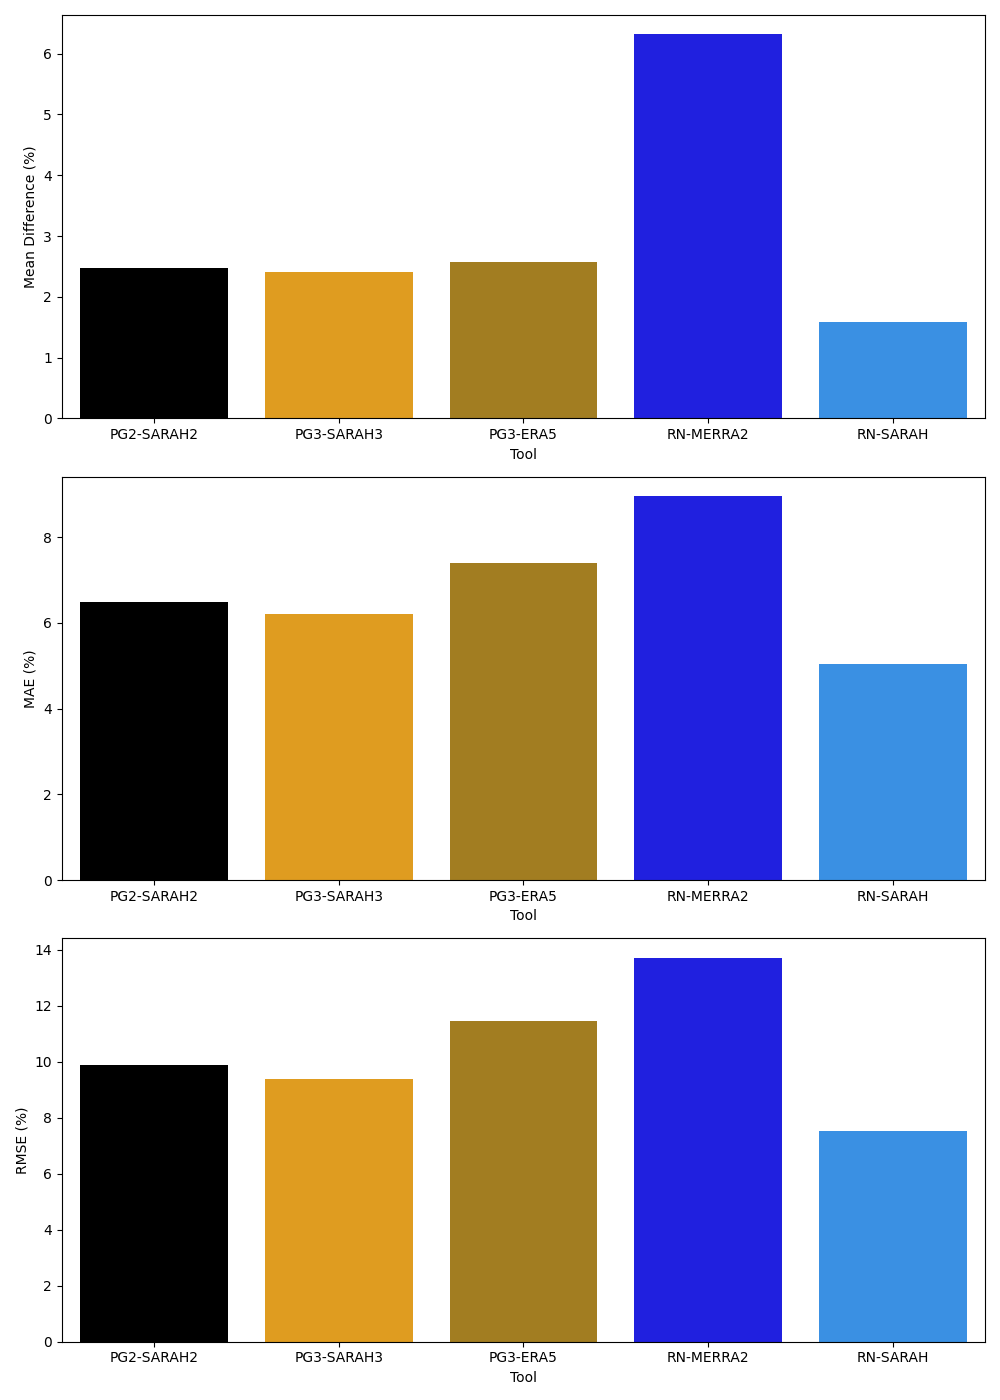 6
5
4
3
2
1
0
Mean Difference (%)
PG2-SARAH2 PG3-SARAH3 PG3-ERA5 RN-MERRA2 RN-SARAH
Tool
8
6
4
2
0
MAE (%)
PG2-SARAH2 PG3-SARAH3 PG3-ERA5 RN-MERRA2 RN-SARAH
Tool
14
12
10
8
6
4
2
0
RMSE (%)
PG2-SARAH2 PG3-SARAH3 PG3-ERA5 RN-MERRA2 RN-SARAH
Tool